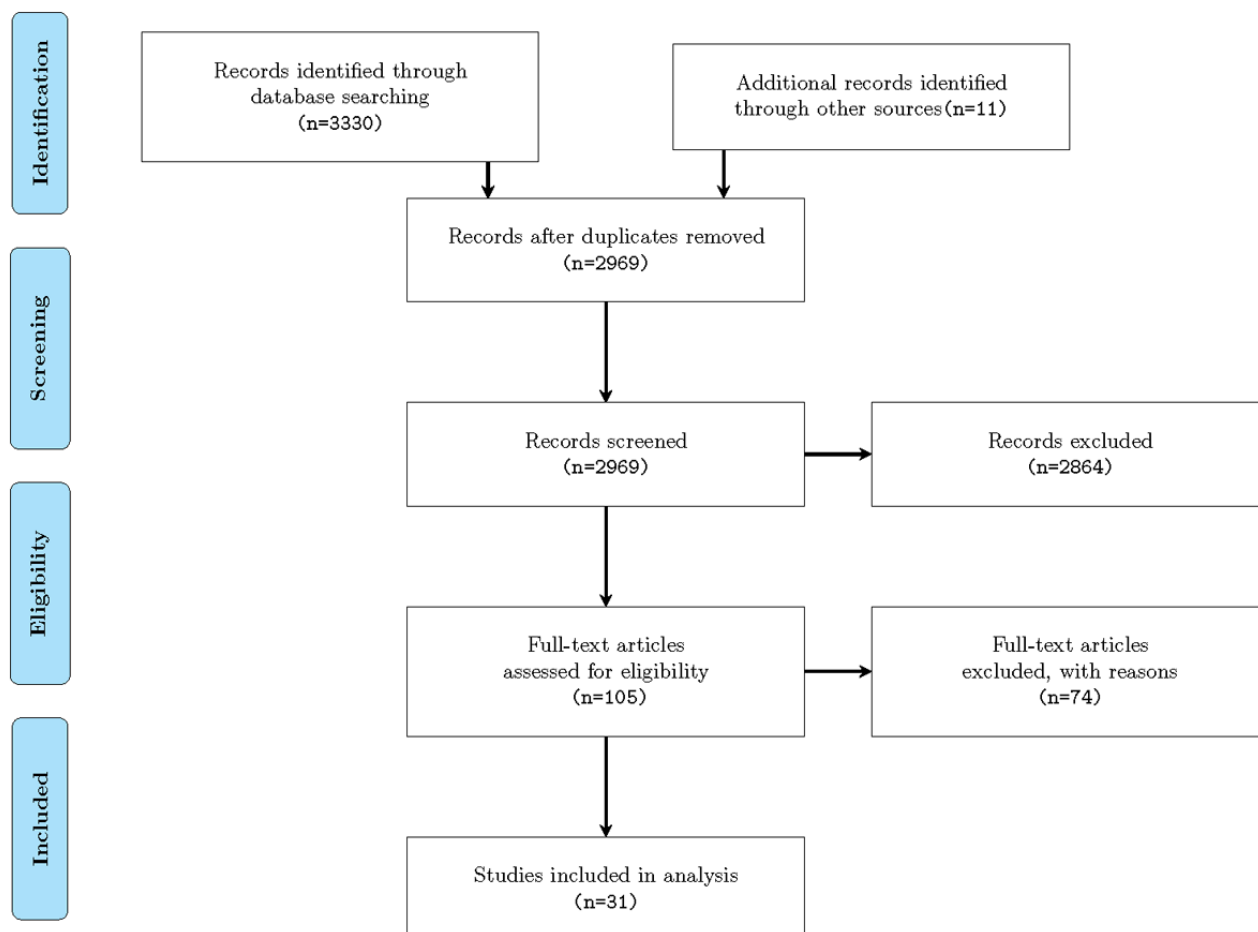 Identification
Records identified through
database searching
(n=3330)
Additional records identified
through other sources(n=11)
Records after duplicates removed
(n=2969)
Screening
Records screened
(n=2969)
Records excluded
(n=2864)
Eligibility
Full-text articles
assessed for eligibility
(n=105)
Full-text articles
excluded, with reasons
(n=74)
Included
Studies included in analysis
(n=31)